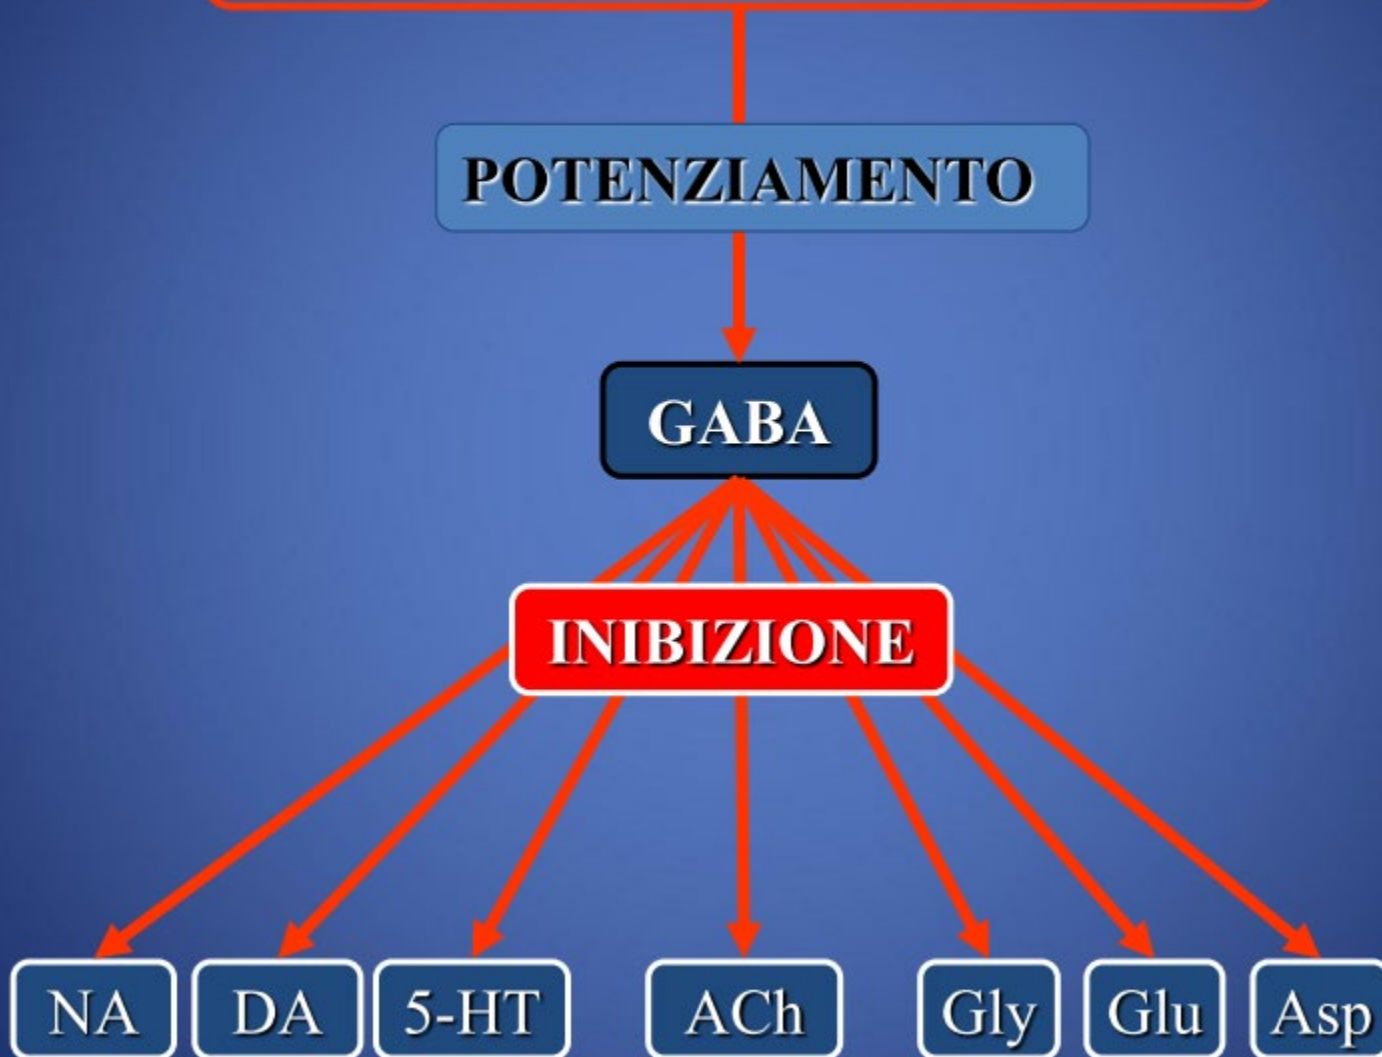 POTENZIAMENTO
GABA
INIBIZIONE
NA DA 5-HT ACh Gly Glu Asp